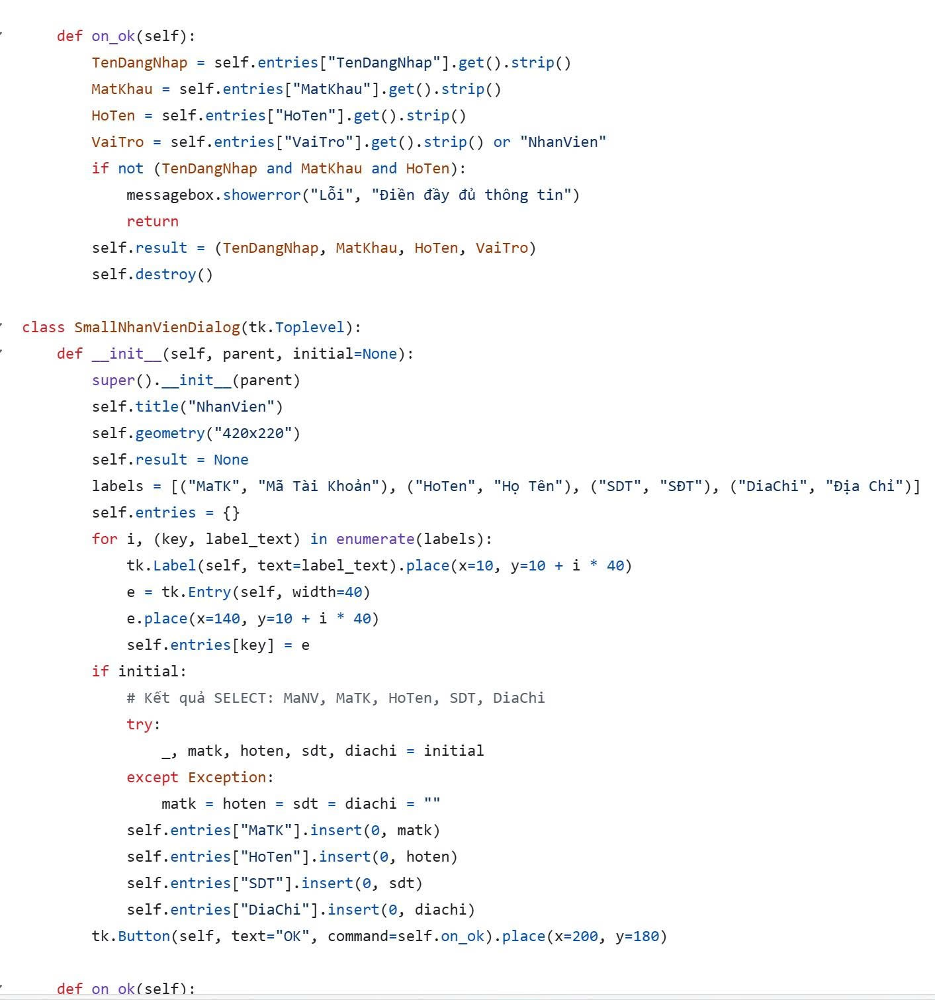 def on_ok(self):
TenDangNhap = self.entries["TenDangNhap"].get().strip()
MatKhau = self.entries["MatKhau"].get().strip()
HoTen = self.entries["HoTen"].get().strip()
VaiTro = self.entries["VaiTro"].get().strip() or "NhanVien"
if not (TenDangNhap and MatKhau and HoTen):
messagebox.showerror("Lỗi", "Điền đầy đủ thông tin")
return
self.result = (TenDangNhap, MatKhau, HoTen, VaiTro)
self.destroy()
class SmallNhanVienDialog(tk.Toplevel):
def __init__(self, parent, initial=None):
super().__init__(parent)
self.title("NhanVien")
self.geometry("420x220")
self.result = None
labels = [("MaTK", "Mã Tài Khoản"), ("HoTen", "Họ Tên"), ("SDT", "SĐT"), ("DiaChi", "Địa Chỉ")]
self.entries = {}
for i, (key, label_text) in enumerate(labels):
tk.Label(self, text=label_text).place(x=10, y=10 + i * 40)
e = tk.Entry(self, width=40)
e.place(x=140, y=10 + i * 40)
self.entries[key] = e
if initial:
# Kết quả SELECT: MaNV, MaTK, HoTen, SDT, DiaChi
try:
_, matk, hoten, sdt, diachi = initial
except Exception:
matk = hoten = sdt = diachi = ""
self.entries["MaTK"].insert(0, matk)
self.entries["HoTen"].insert(0, hoten)
self.entries["SDT"].insert(0, sdt)
self.entries["DiaChi"].insert(0, diachi)
tk.Button(self, text="OK", command=self.on_ok).place(x=200, y=180)
def on_ok(self):